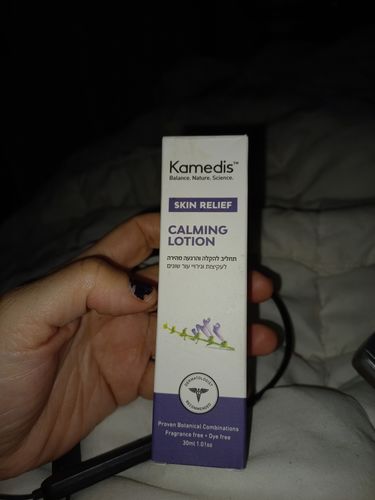 Kamedis™
Balance. Nature. Science.
SKIN RELIEF
CALMING
LOTION
תחליב להקלה והרגעה מהירה
לעקיצות וגירויי עור שונים
DERMATOLOGIST
RECOMMENDED
Proven Botanical Combinations
Fragrance free • Dye free
30ml 1.01oz